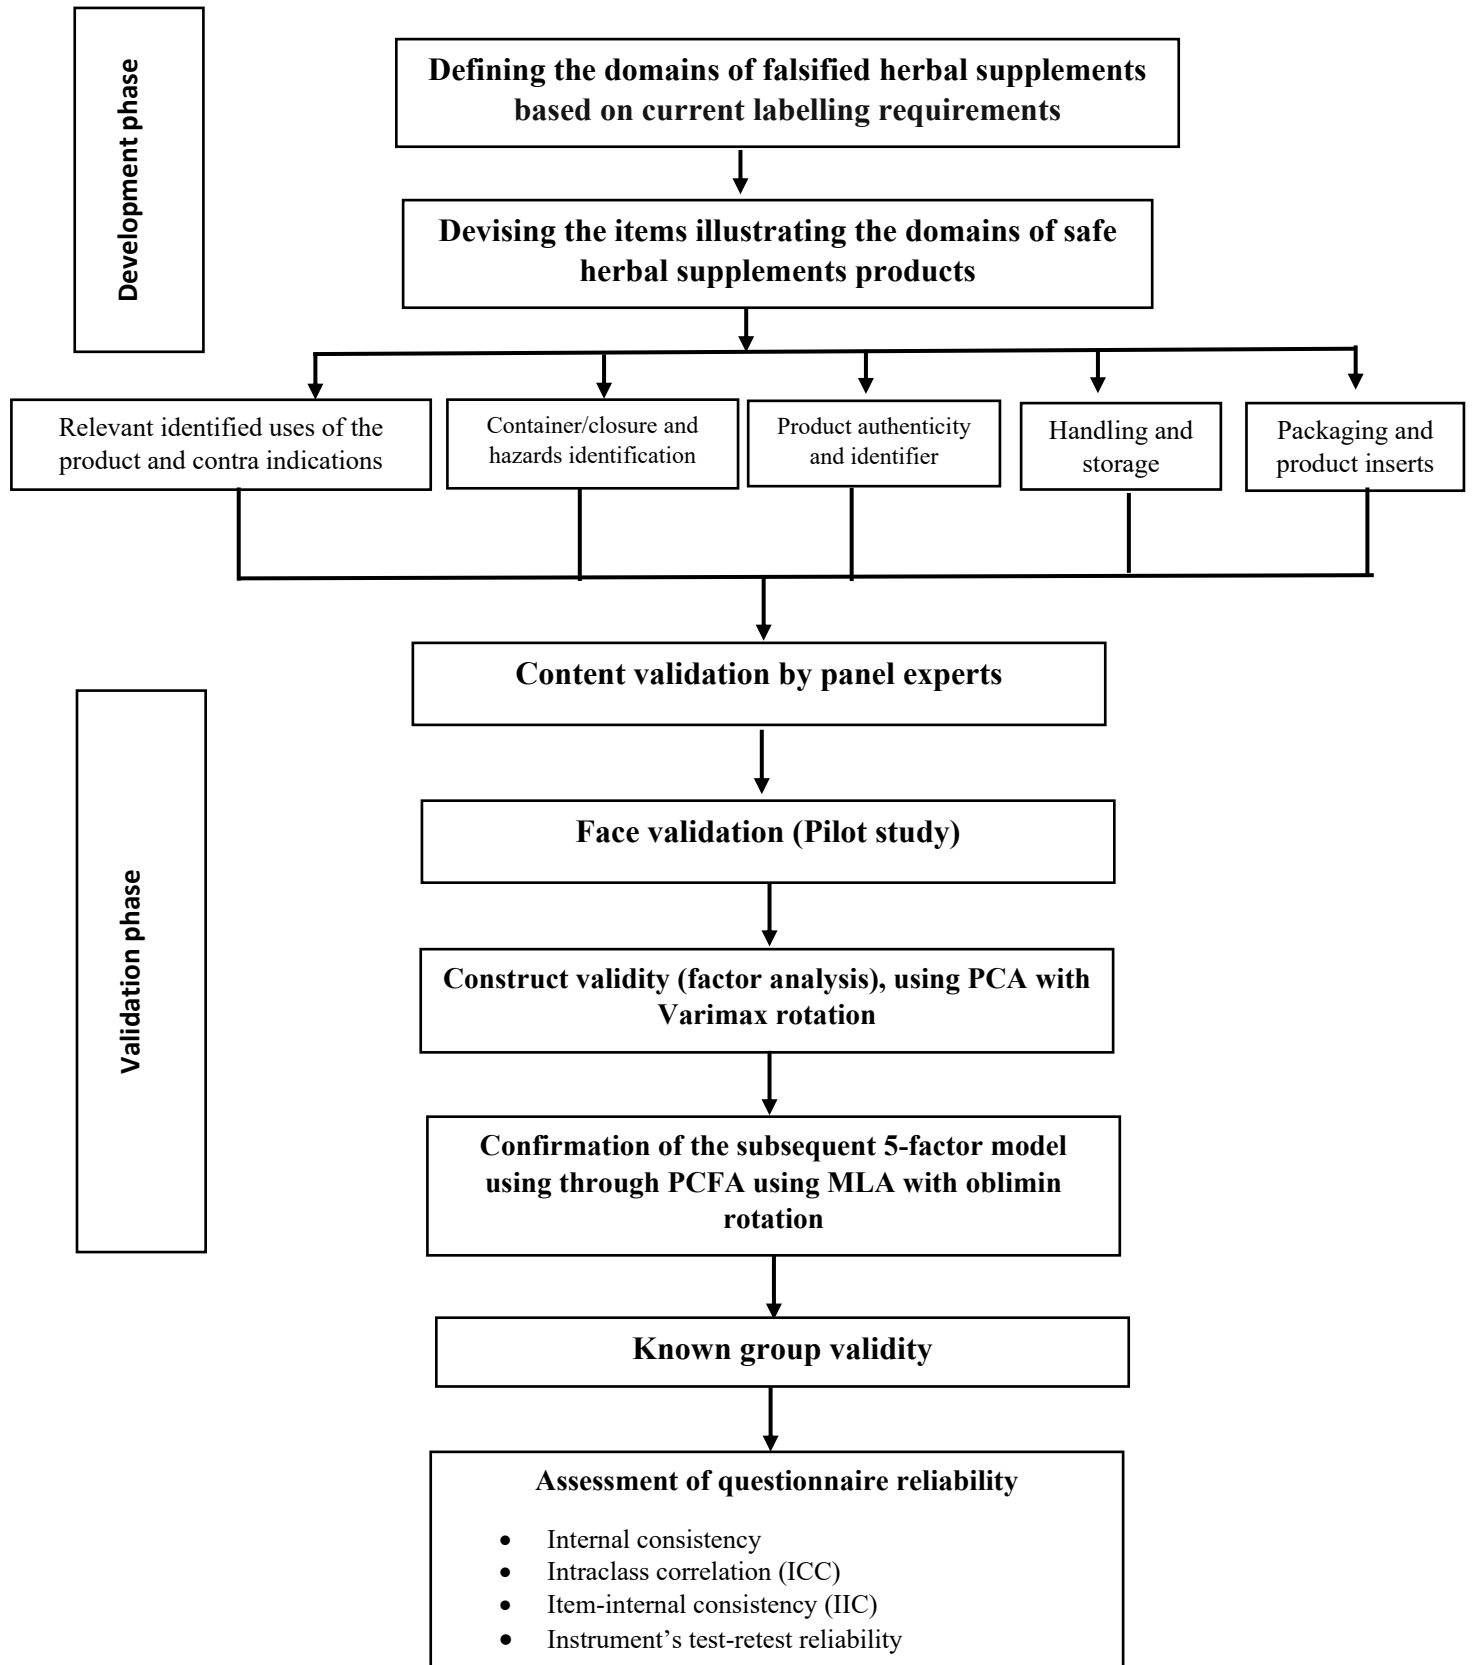 Development phase
Defining the domains of falsified herbal supplements
based on current labelling requirements
Devising the items illustrating the domains of safe
herbal supplements products
Relevant identified uses of the
product and contra indications
Container/closure and
hazards identification
Product authenticity
and identifier
Handling and
storage
Packaging and
product inserts
Validation phase
Content validation by panel experts
Face validation (Pilot study)
Construct validity (factor analysis), using PCA with
Varimax rotation
Confirmation of the subsequent 5-factor model
using through PCFA using MLA with oblimin
rotation
Known group validity
Assessment of questionnaire reliability
• Internal consistency
• Intraclass correlation (ICC)
• Item-internal consistency (IIC)
• Instrument’s test-retest reliability